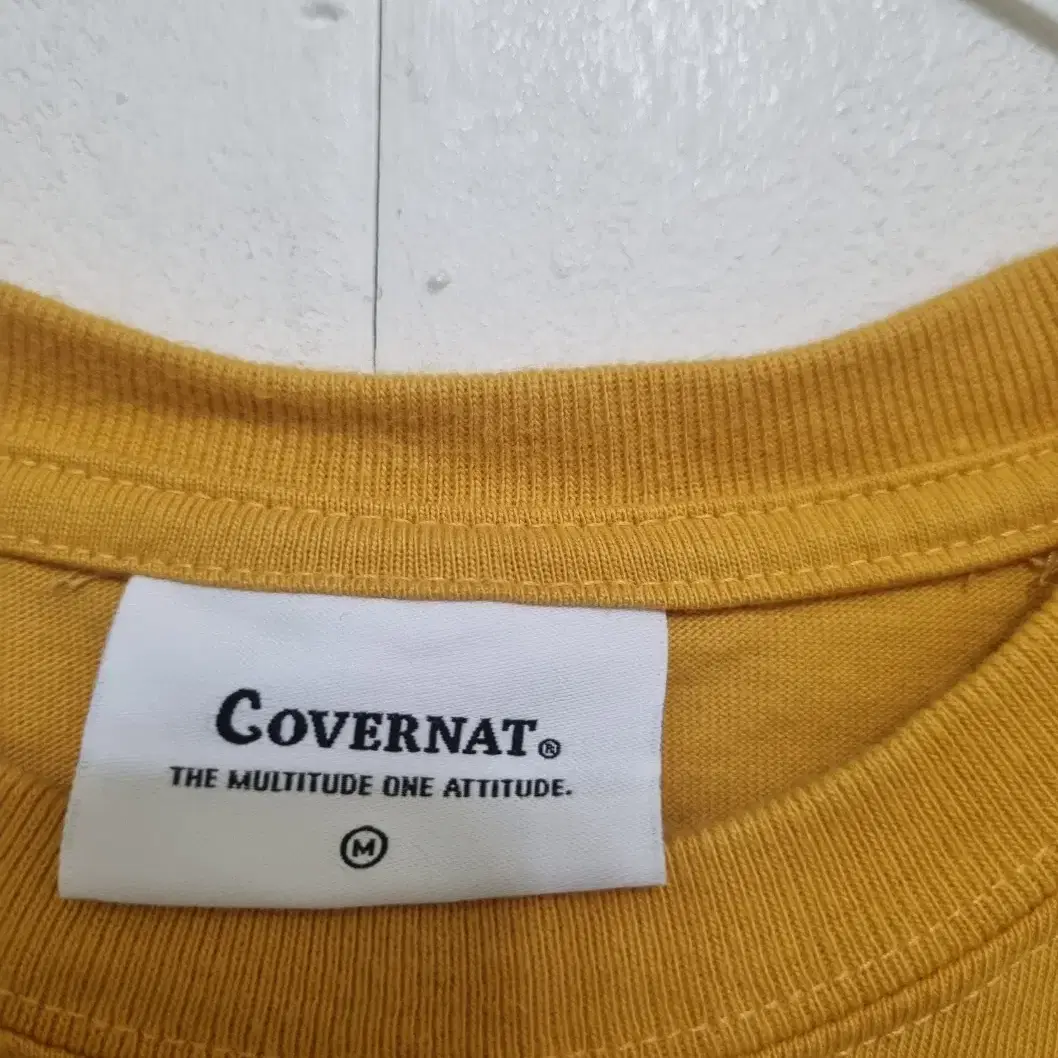 COVERNAT®
THE MULTITUDE ONE ATTITUDE.
M